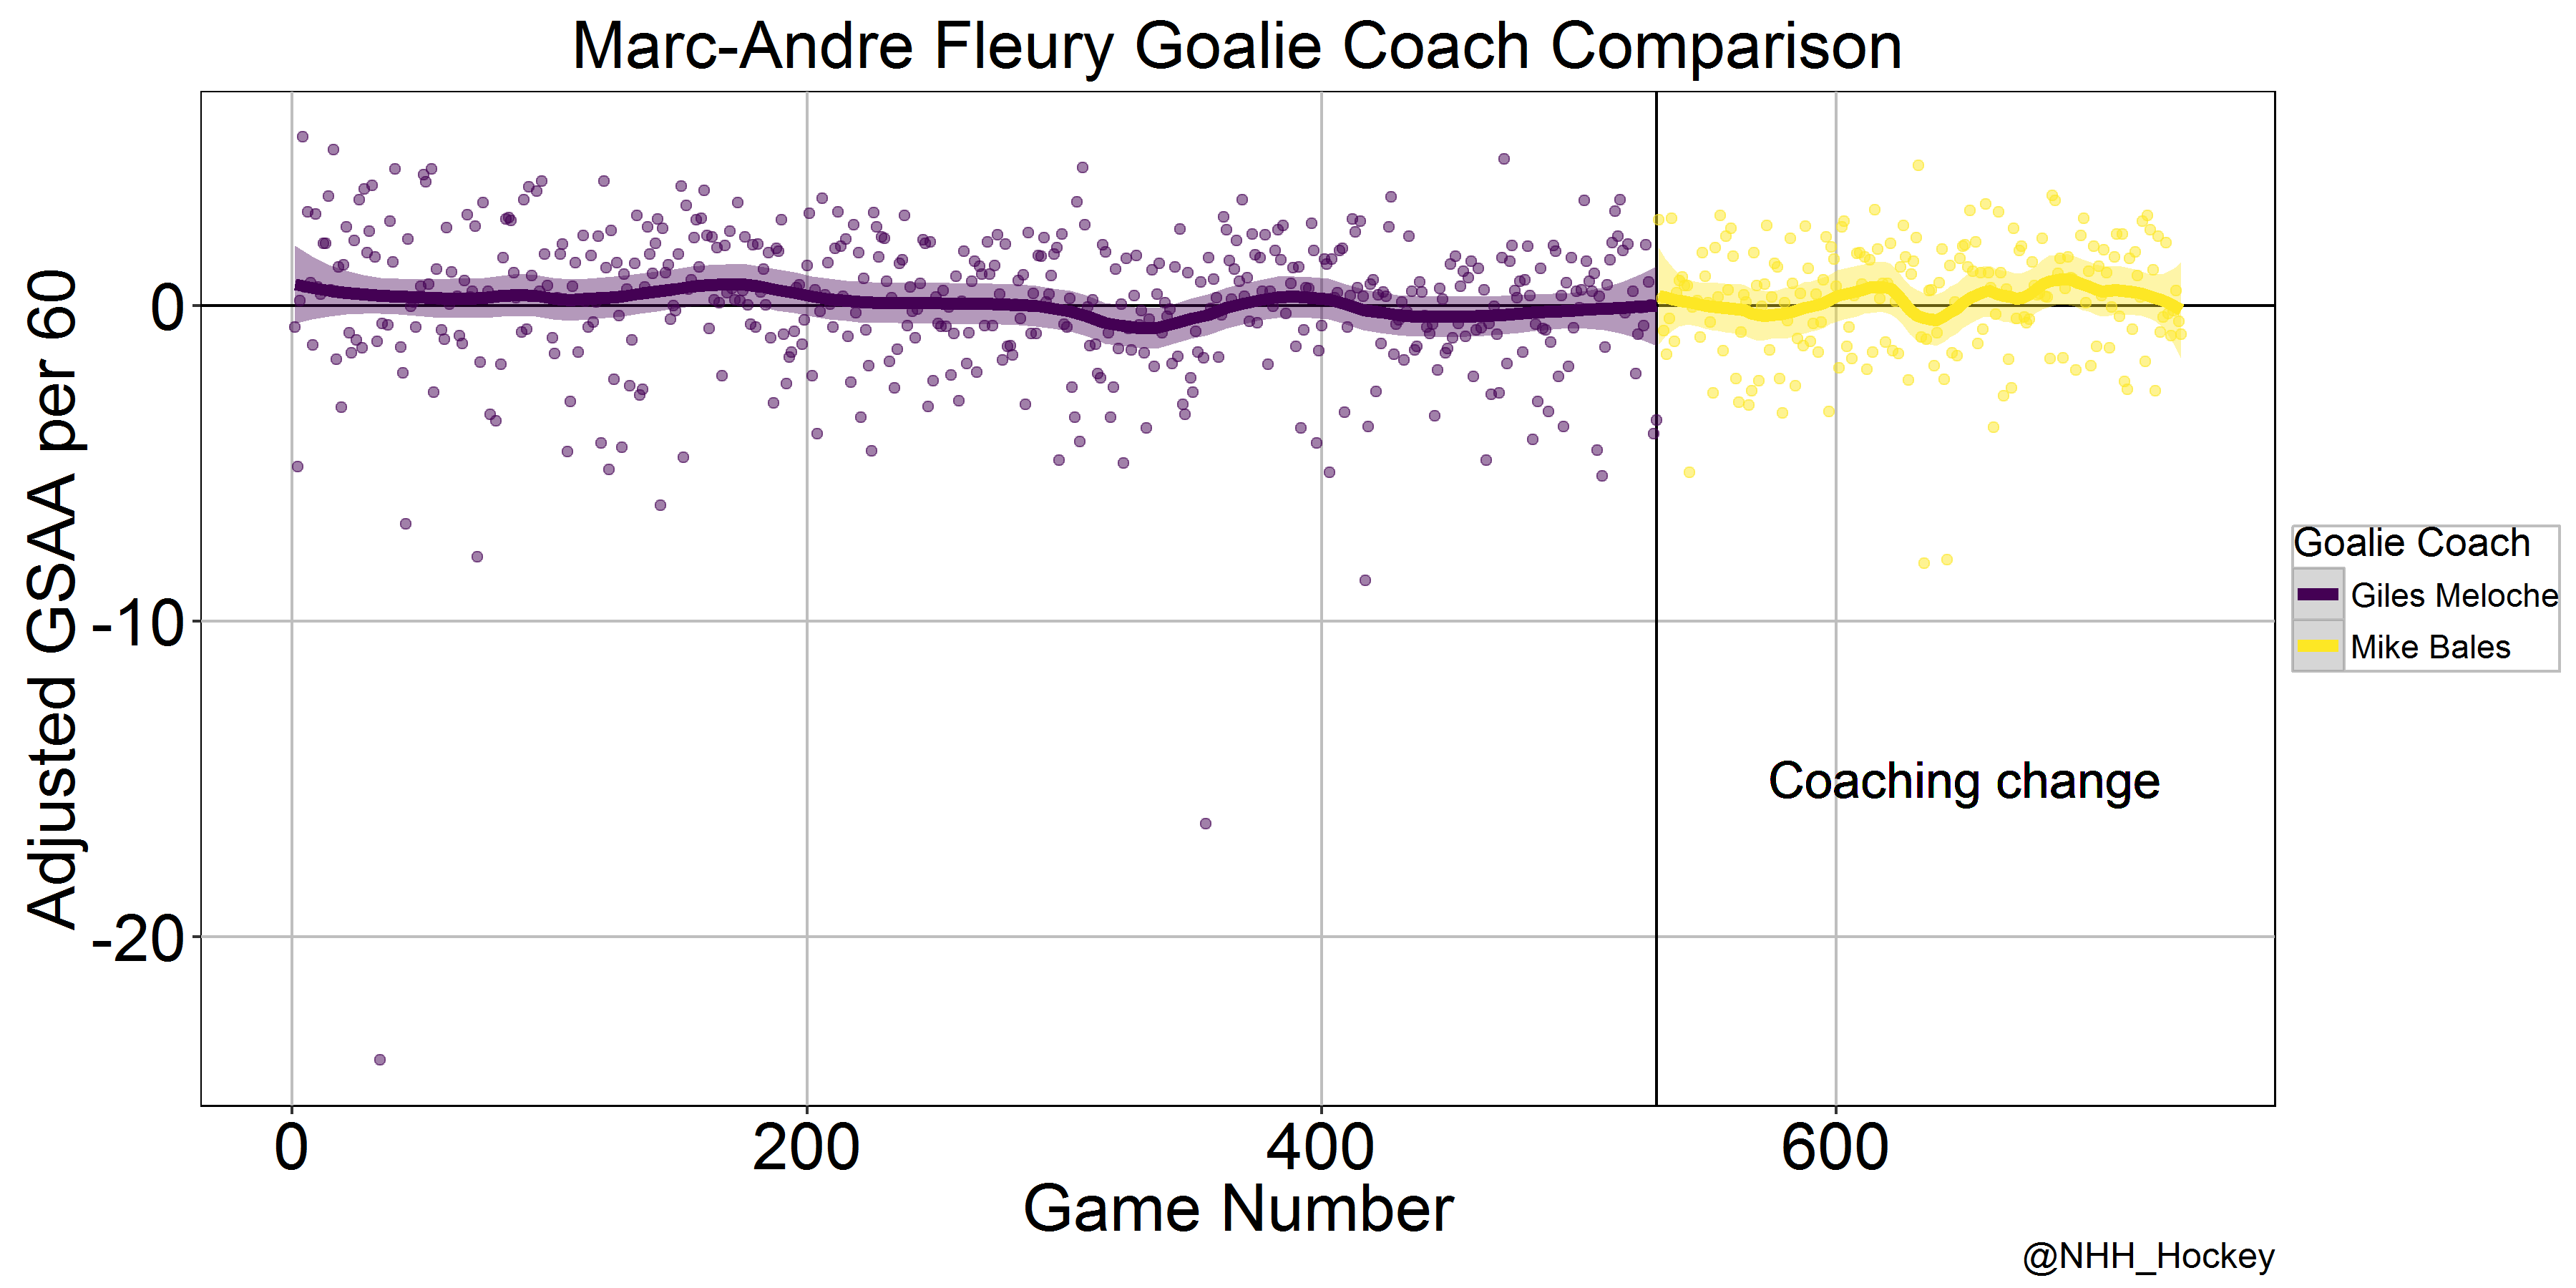 Marc-Andre Fleury Goalie Coach Comparison
Adjusted GSAA per 60
0
-10
-20
Coaching change
Goalie Coach
Giles Meloche
Mike Bales
0 200 400 600
Game Number
@NHH_Hockey